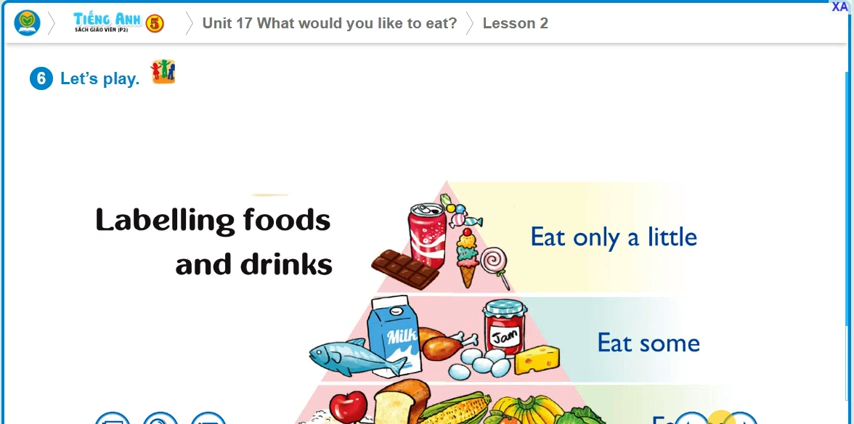 TIẾNG ANH 5
SÁCH GIÁO VIÊN (P2)
Unit 17 What would you like to eat?
Lesson 2
XA
6 Let's play.
Labelling foods
and drinks
Eat only a little
Milk
Jam
Eat some